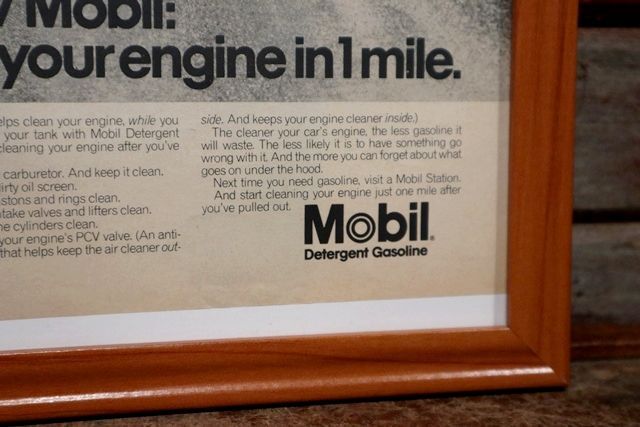 Mobil:
your engine in 1 mile.
elps clean your engine, while you
your tank with Mobil Detergent
cleaning your engine after you've
carburetor. And keep it clean.
irty oil screen.
stons and rings clean.
take valves and lifters clean.
ne cylinders clean.
your engine's PCV valve. (An anti-
that helps keep the air cleaner out-
side. And keeps your engine cleaner inside.)
The cleaner your car's engine, the less gasoline it
will waste. The less likely it is to have something go
wrong with it. And the more you can forget about what
goes on under the hood.
Next time you need gasoline, visit a Mobil Station.
And start cleaning your engine just one mile after
you've pulled out.
Mobil®
Detergent Gasoline